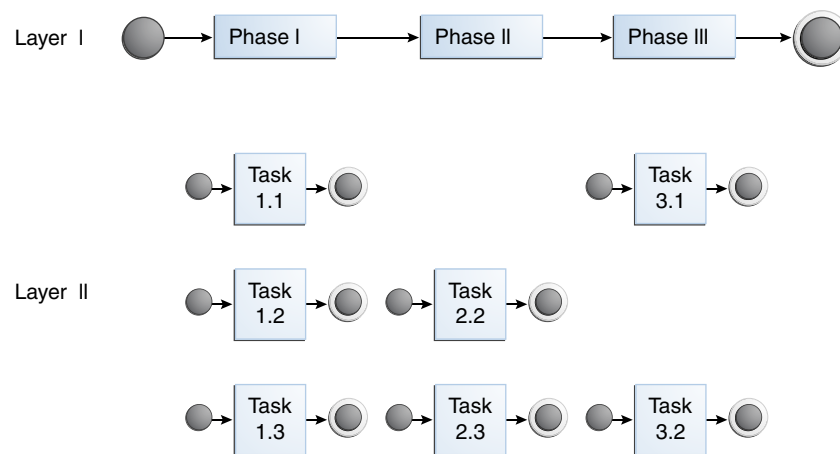 Layer I
Phase I
Phase II
Phase III
Task
1.1
Task
3.1
Layer II
Task
1.2
Task
2.2
Task
1.3
Task
2.3
Task
3.2